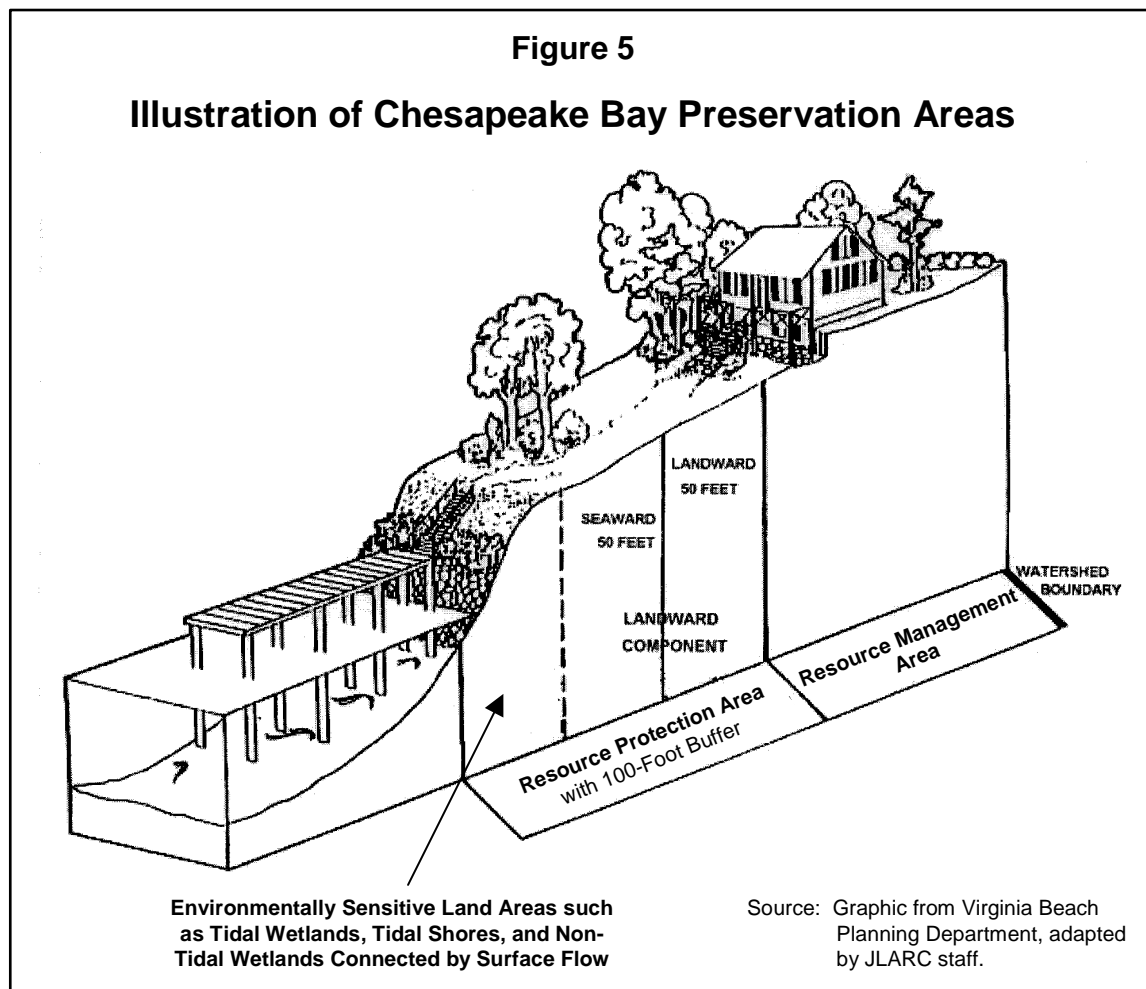 Figure 5
Illustration of Chesapeake Bay Preservation Areas
LANDWARD
50 FEET
SEAWARD
50 FEET
LANDWARD
COMPONENT
WATERSHED
BOUNDARY
Resource Management
Area
Resource Protection Area
with 100-Foot Buffer
Environmentally Sensitive Land Areas such
as Tidal Wetlands, Tidal Shores, and Non-
Tidal Wetlands Connected by Surface Flow
Source: Graphic from Virginia Beach
Planning Department, adapted
by JLARC staff.